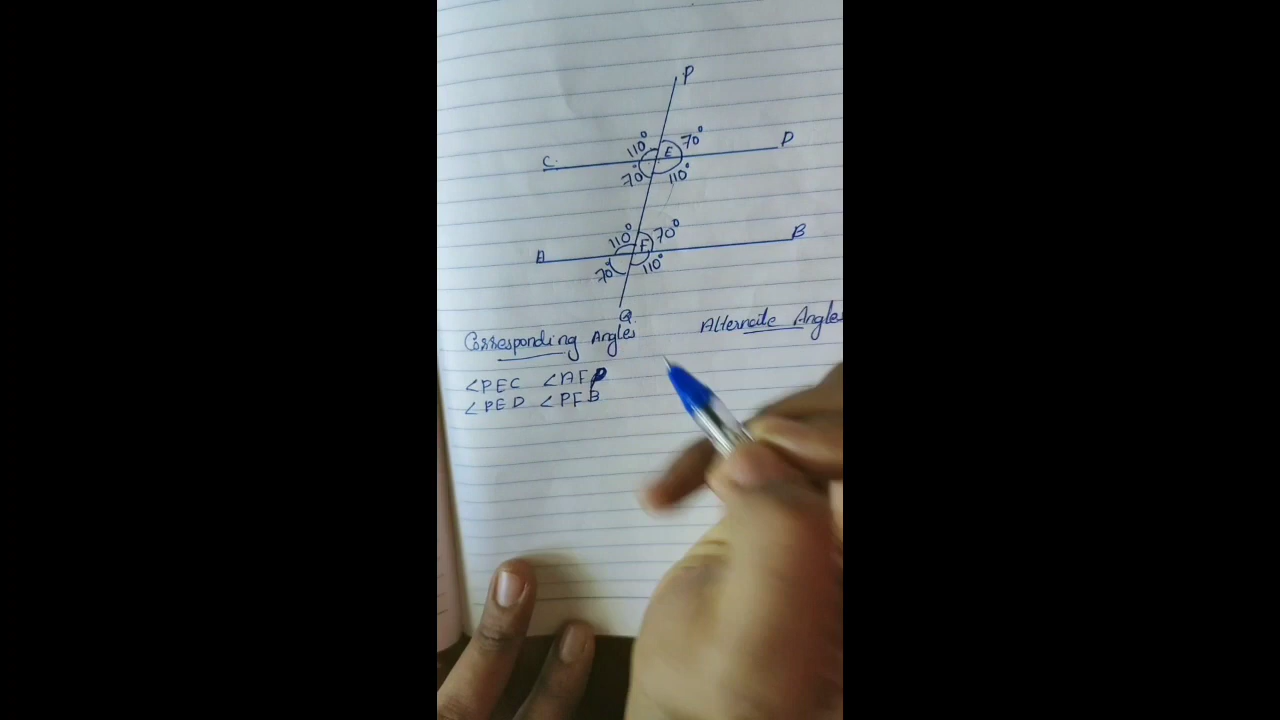 P
110° E 70° D
C
70° 110°
110° F 70° B
A
70° 110°
Q.
Corresponding Angles Alternate Angles
∠PEC ∠AFP
∠PED ∠PFB